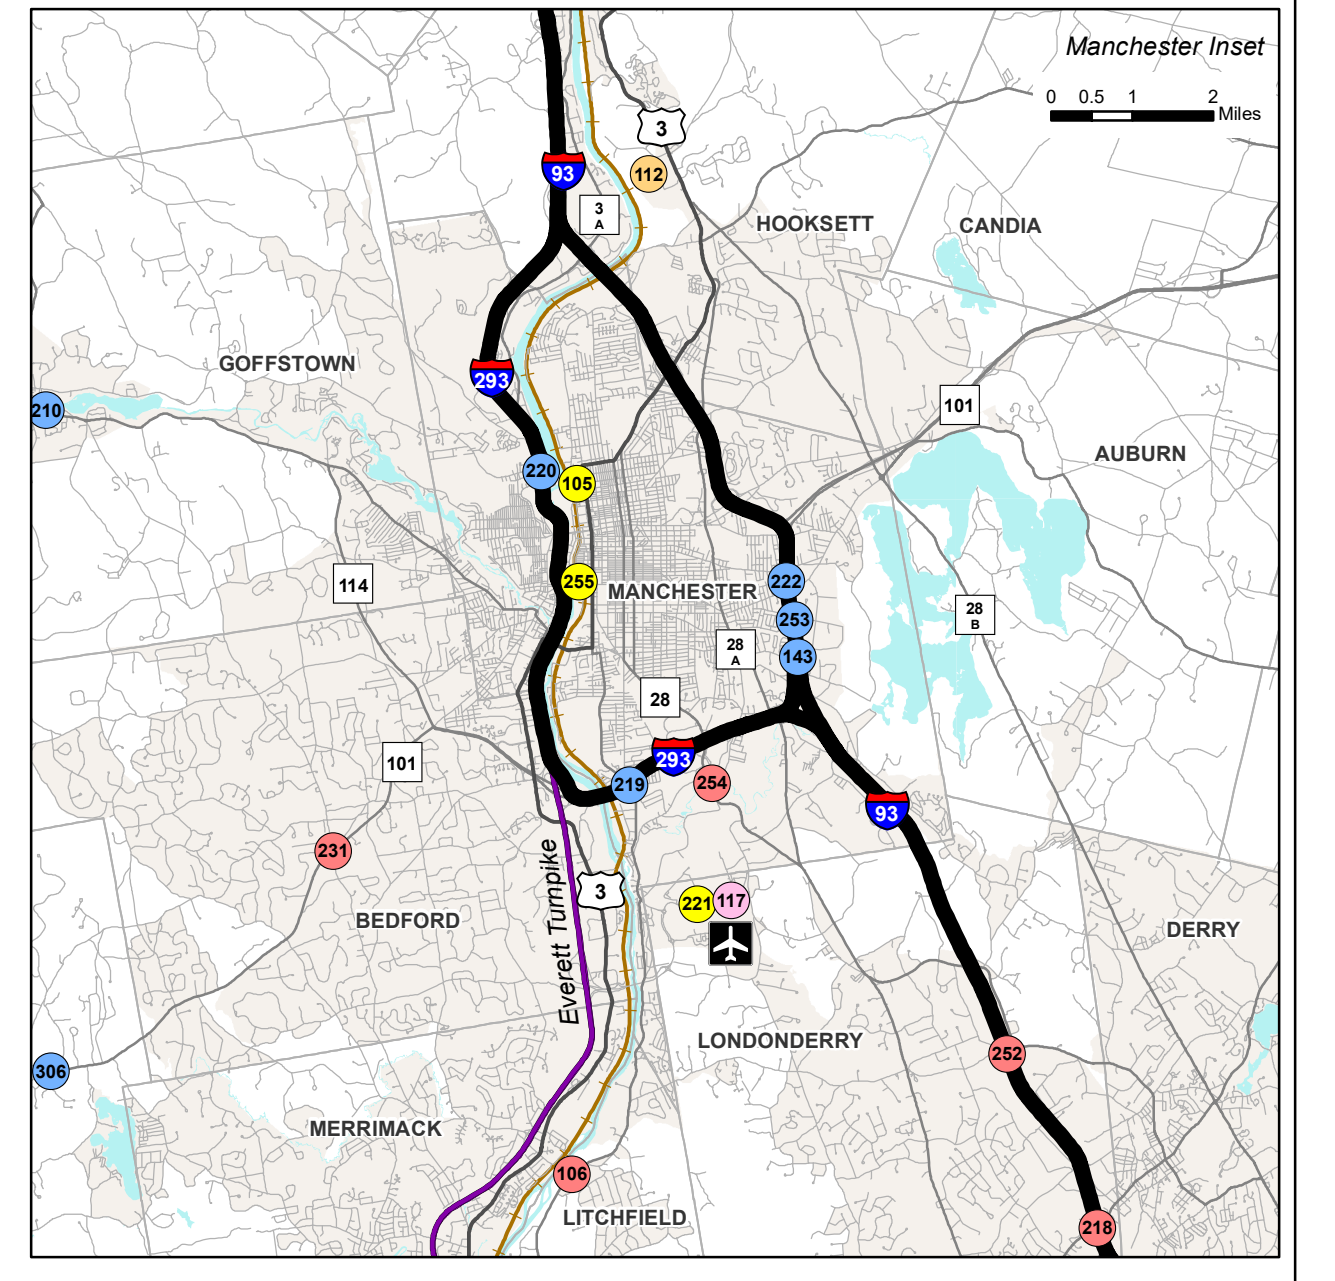 Manchester Inset
0 0.5 1 2
Miles
3
93
112
3
A
HOOKSETT
CANDIA
GOFFSTOWN
293
210
101
AUBURN
220
105
114
255
MANCHESTER
222
253
28
B
28
A
143
28
101
293
219
254
93
231
Everett Turnpike
3
221
117
BEDFORD
DERRY
LONDONDERRY
252
306
MERRIMACK
106
LITCHFIELD
218